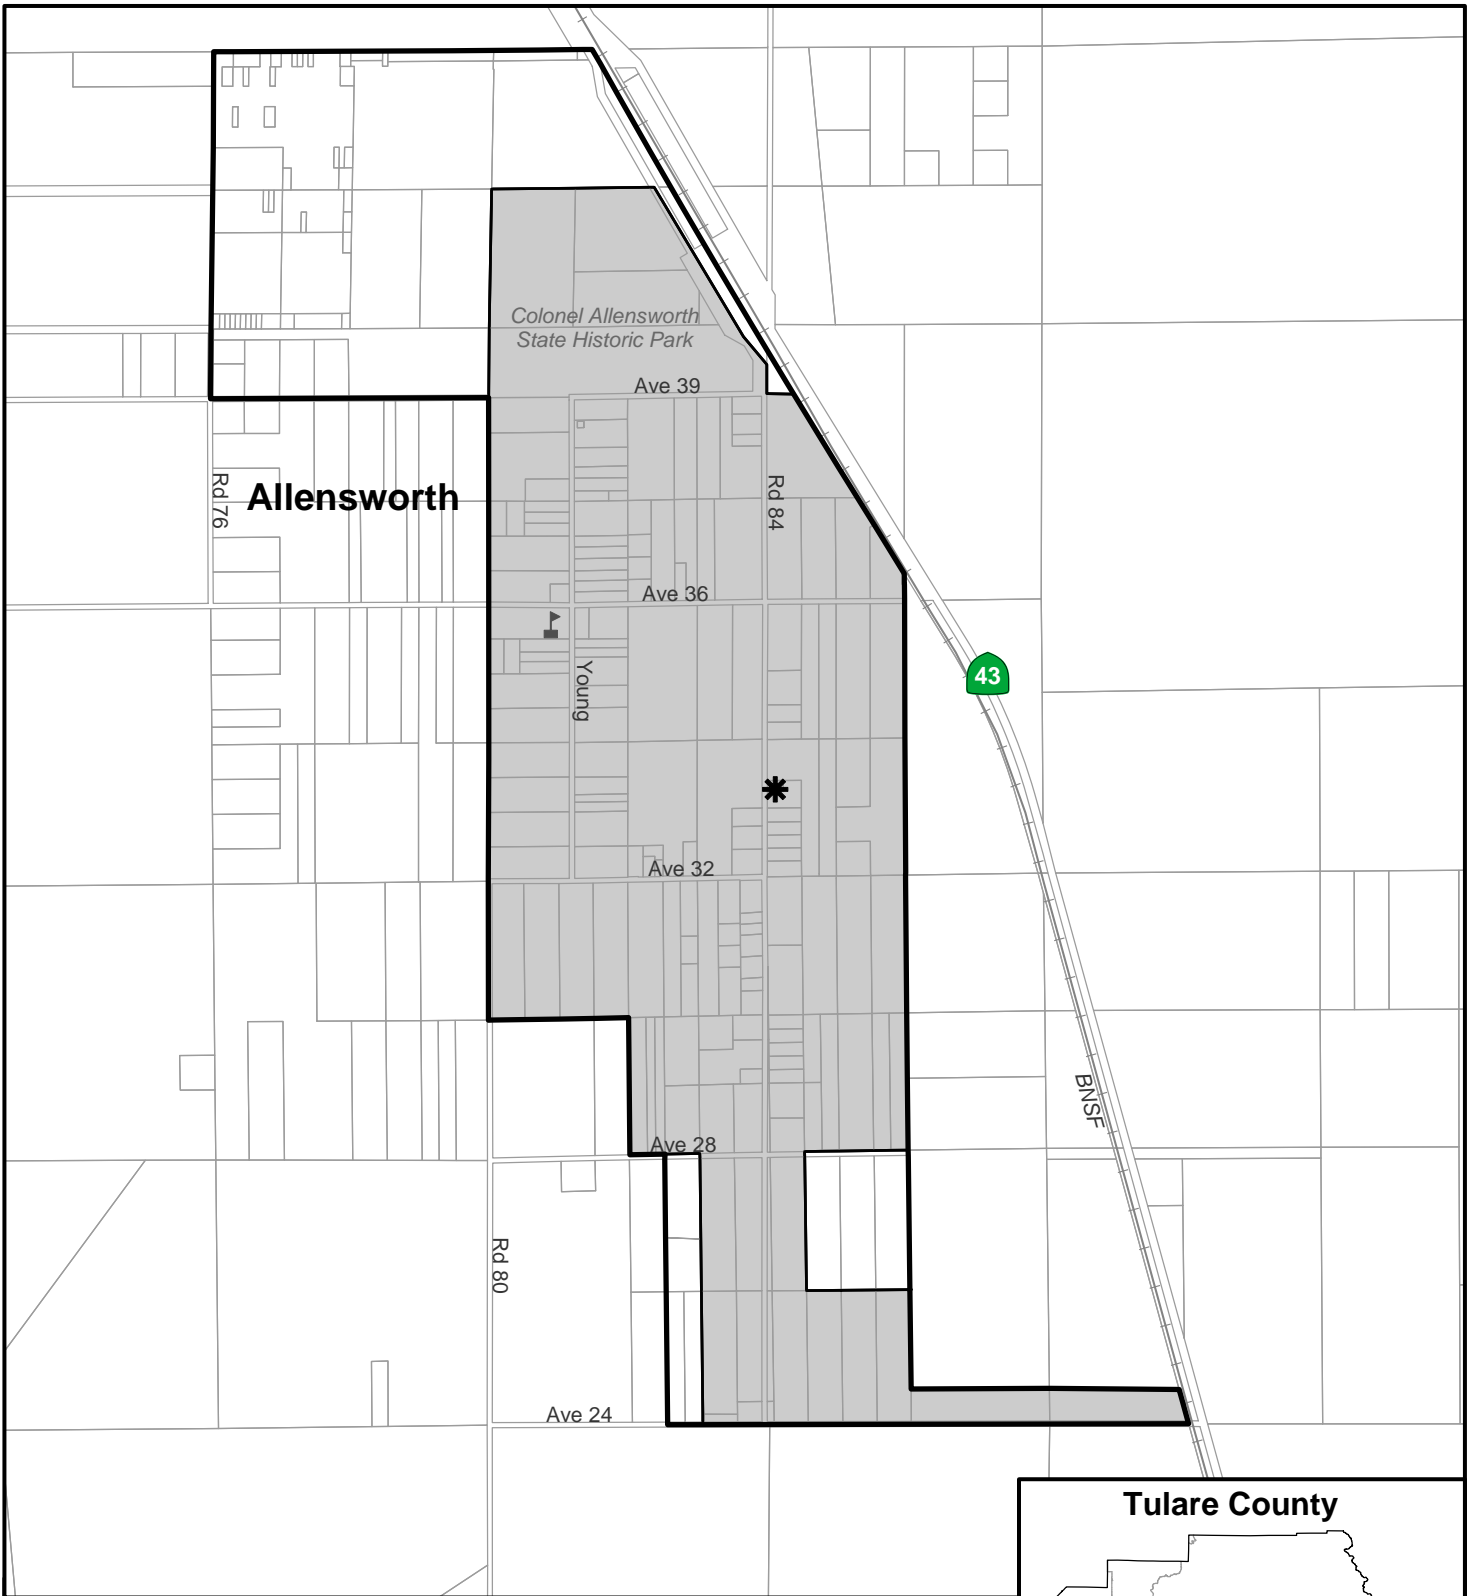 Colonel Allensworth
State Historic Park
Ave 39
Rd 76
Allensworth
Rd 84
Ave 36
Young
43
Ave 32
BNSF
Ave 28
Rd 80
Ave 24
Tulare County